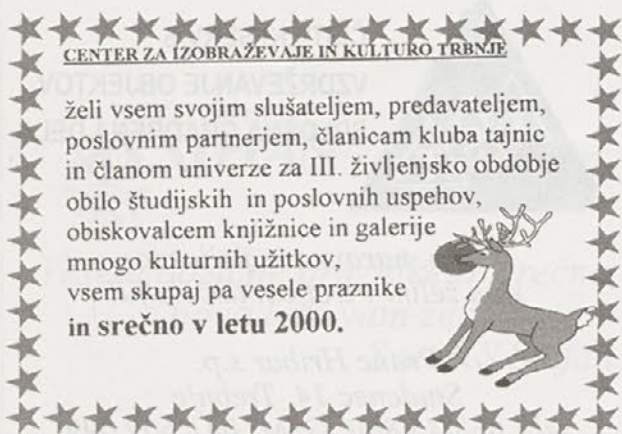 CENTER ZA IZOBRAŽEVAJE IN KULTURO TRBNJE
želi vsem svojim slušateljem, predavateljem,
poslovnim partnerjem, članicam kluba tajnic
in članom univerze za III. življenjsko obdobje
obilo študijskih in poslovnih uspehov,
obiskovalcem knjižnice in galerije
mnogo kulturnih užitkov,
vsem skupaj pa vesele praznike
in srečno v letu 2000.